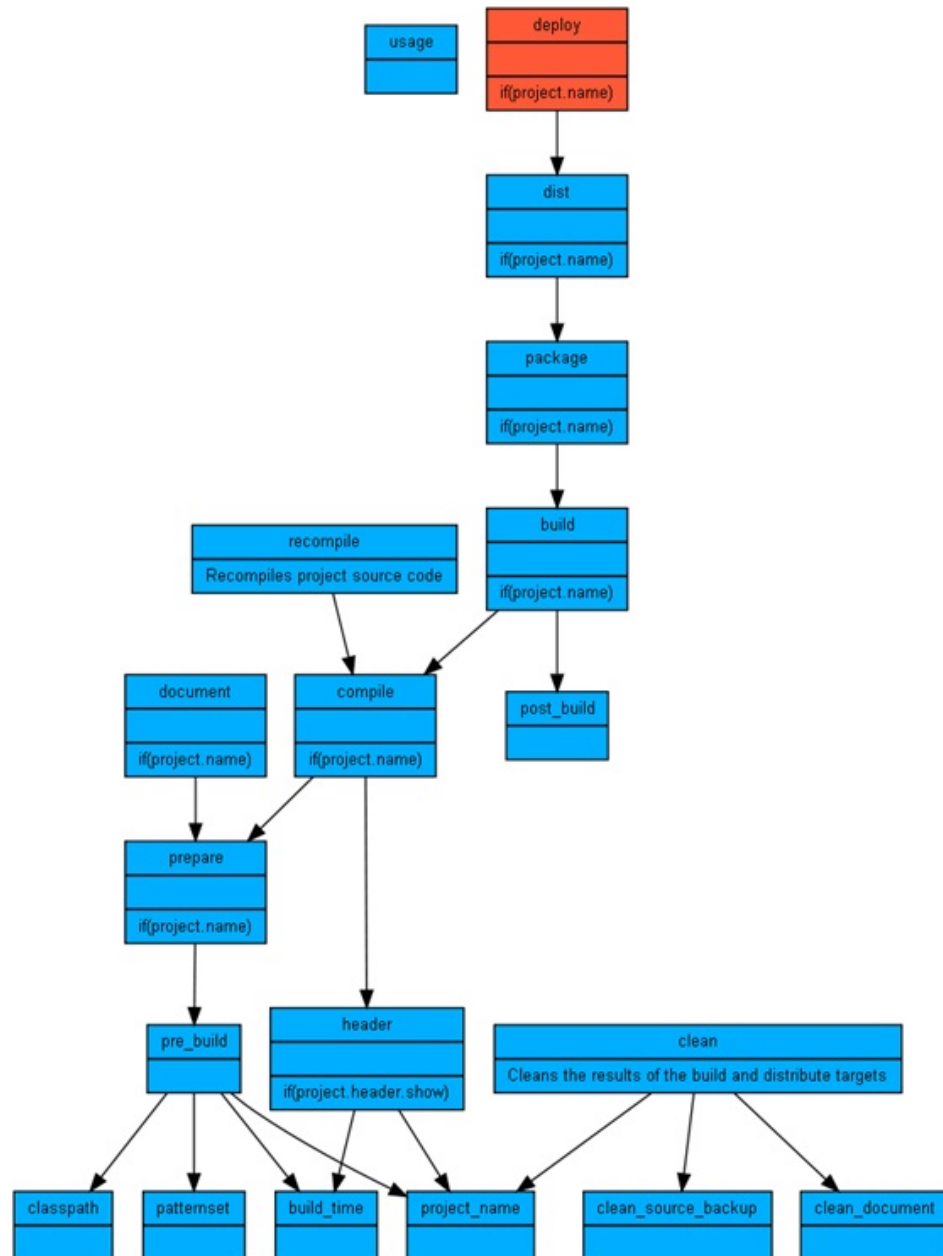 deploy
usage
if(project.name)
dist
if(project.name)
package
if(project.name)
build
recompile
Recompiles project source code
if(project.name)
document
compile
post_build
if(project.name)
if(project.name)
prepare
if(project.name)
header
pre_build
clean
Cleans the results of the build and distribute targets
if(project.header.show)
classpath
patternset
build_time
project_name
clean_source_backup
clean_document